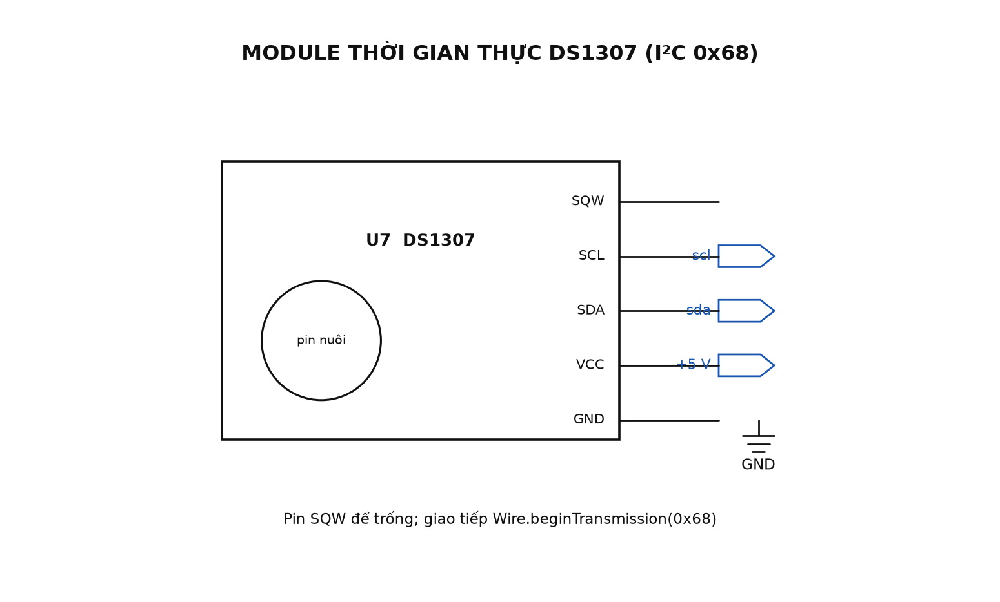 MODULE THỜI GIAN THỰC DS1307 (I²C 0x68)
SQW
U7 DS1307
SCL
scl
pin nuôi
SDA
sda
VCC
+5 V
GND
GND
Pin SQW để trống; giao tiếp Wire.beginTransmission(0x68)